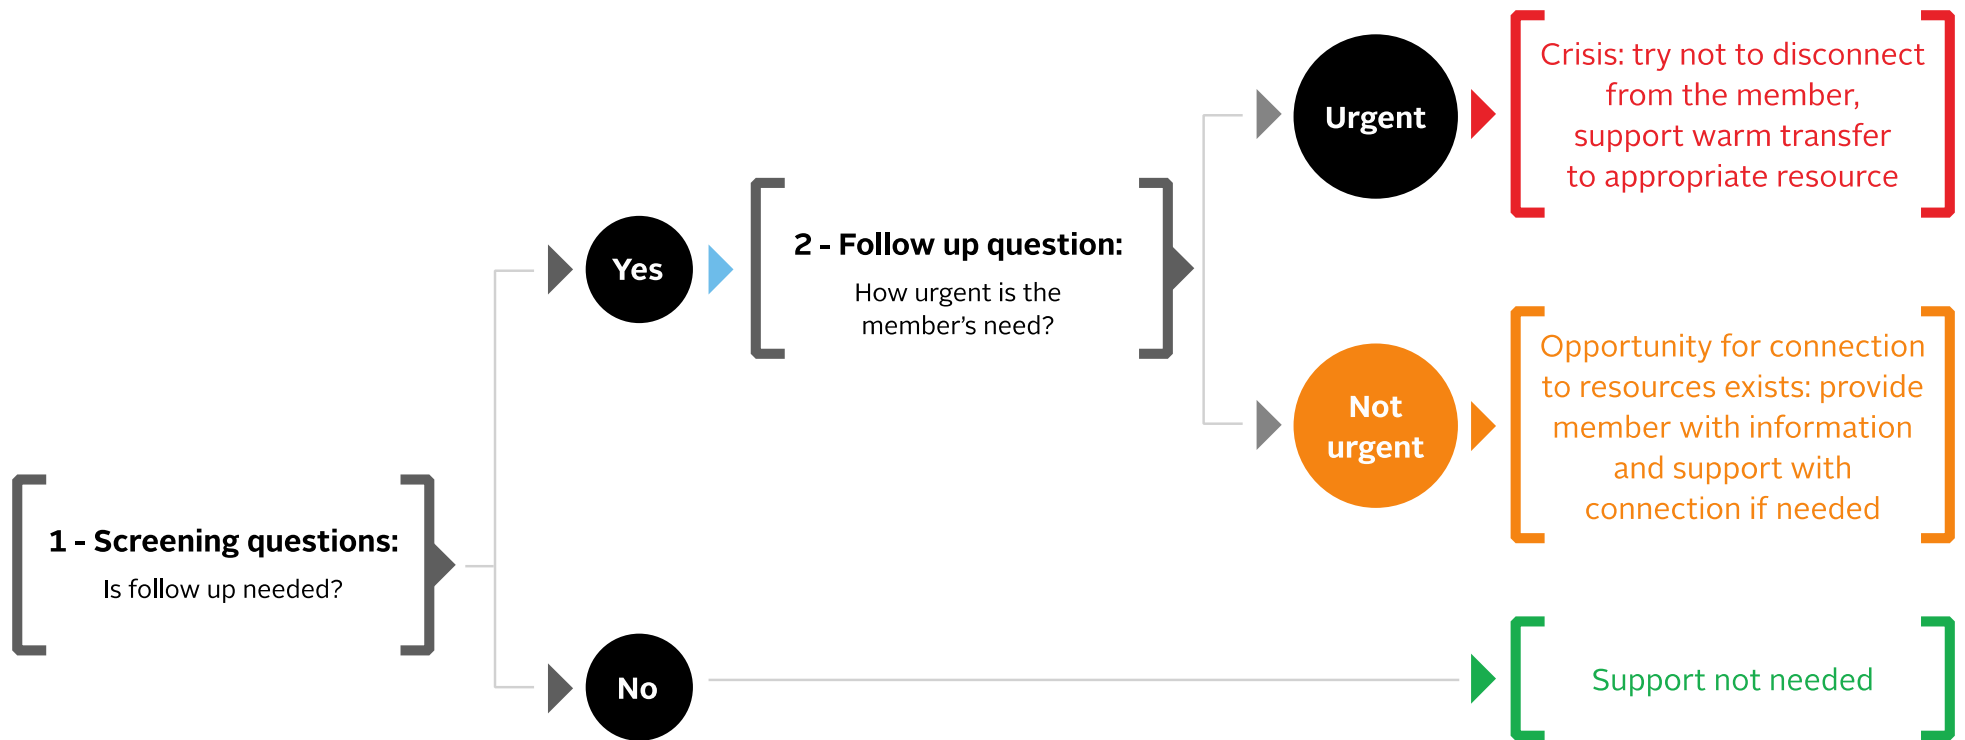 1 - Screening questions:
Is follow up needed?
Yes
No
2 - Follow up question:
How urgent is the
member’s need?
Urgent
Not
urgent
Crisis: try not to disconnect
from the member,
support warm transfer
to appropriate resource
Opportunity for connection
to resources exists: provide
member with information
and support with
connection if needed
Support not needed